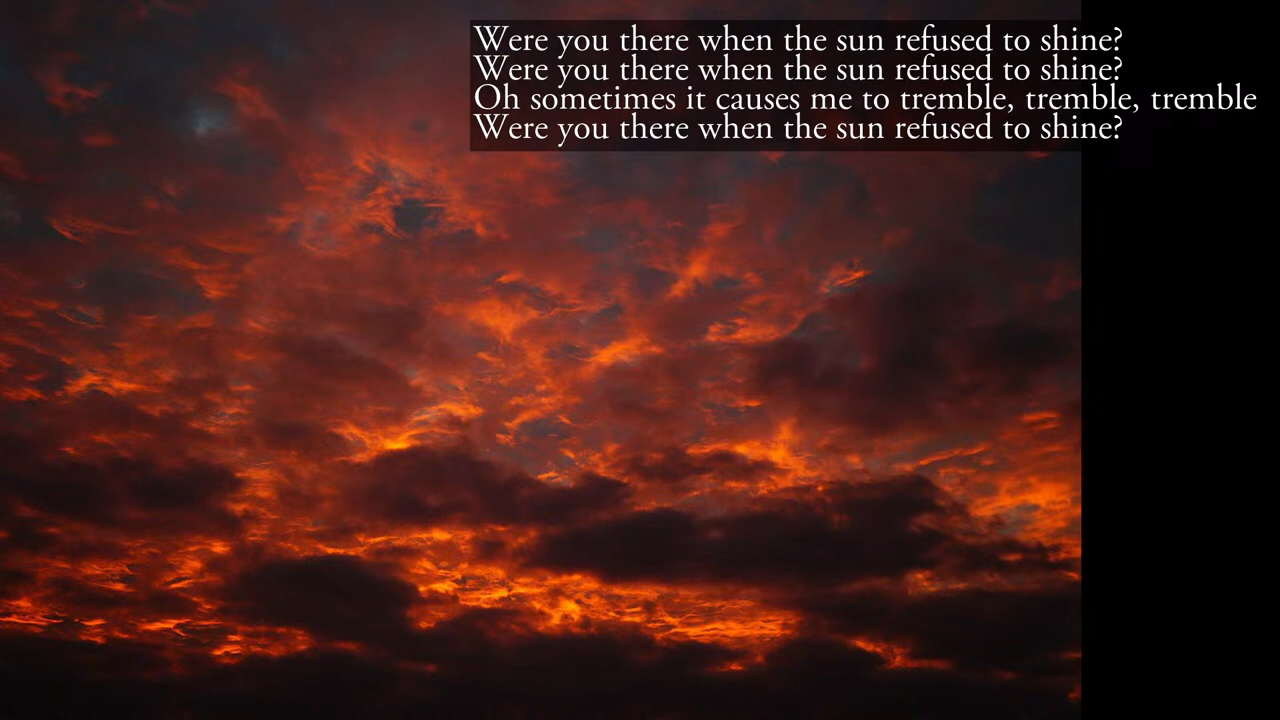 Were you there when the sun refused to shine?
Were you there when the sun refused to shine?
Oh sometimes it causes me to tremble, tremble, tremble
Were you there when the sun refused to shine?